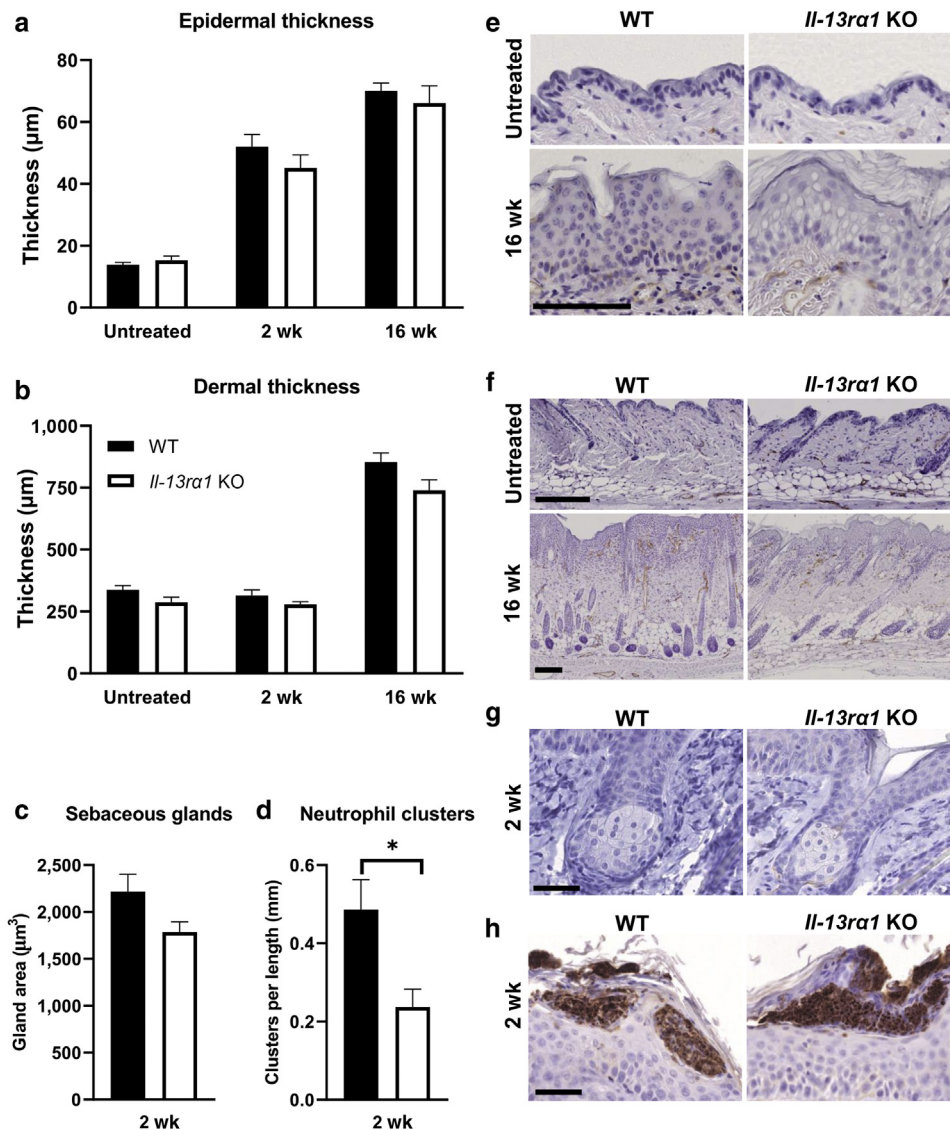 a
Epidermal thickness
Thickness (µm)
80
60
40
20
0
Untreated 2 wk 16 wk
b
Dermal thickness
Thickness (µm)
1,000
750
500
250
0
WT
Il-13rα1 KO
Untreated 2 wk 16 wk
c
Sebaceous glands
Gland area (µm³)
2,500
2,000
1,500
1,000
500
0
2 wk
d
Neutrophil clusters
Clusters per length (mm)
0.6
0.4
0.2
0.0
*
2 wk
e
WT Il-13rα1 KO
Untreated
16 wk
f
WT Il-13rα1 KO
Untreated
16 wk
g
WT Il-13rα1 KO
2 wk
h
WT Il-13rα1 KO
2 wk